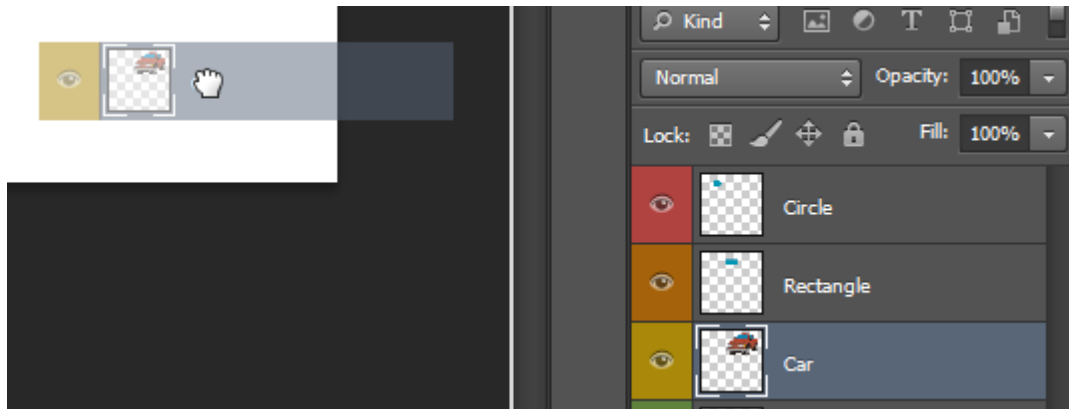 Kind
Normal Opacity: 100%
Lock: Fill: 100%
Circle
Rectangle
Car